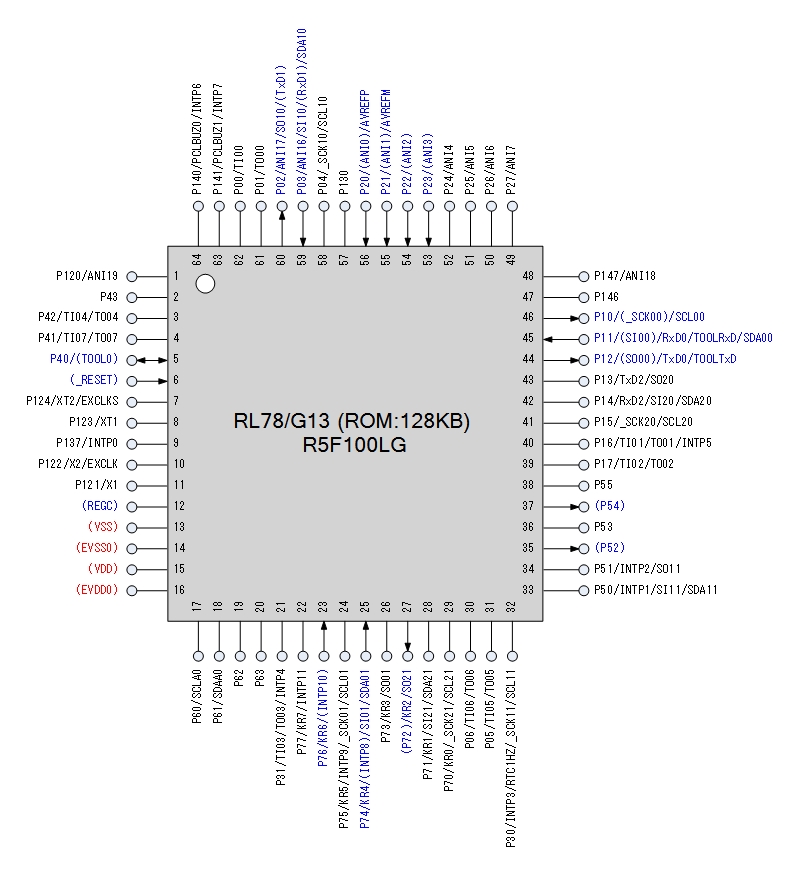 P140/PCLBUZ0/INTP6
P141/PCLBUZ1/INTP7
P00/TI00
P01/TO00
P02/ANI17/SO10/(TxD1)
P03/ANI16/SI10/(RxD1)/SDA10
P04/_SCK10/SCL10
P130
P20/(ANI0)/AVREFP
P21/(ANI1)/AVREFM
P22/(ANI2)
P23/(ANI3)
P24/ANI4
P25/ANI5
P26/ANI6
P27/ANI7
64 63 62 61 60 59 58 57 56 55 54 53 52 51 50 49
P120/ANI19 1
P43 2
P42/TI04/TO04 3
P41/TI07/TO07 4
P40/(TOOL0) 5
(_RESET) 6
P124/XT2/EXCLKS 7
P123/XT1 8
P137/INTP0 9
P122/X2/EXCLK 10
P121/X1 11
(REGC) 12
(VSS) 13
(EVSS0) 14
(VDD) 15
(EVDD0) 16
RL78/G13 (ROM:128KB)
R5F100LG
48 P147/ANI18
47 P146
46 P10/(_SCK00)/SCL00
45 P11/(SI00)/RxD0/TOOLRxD/SDA00
44 P12/(SO00)/TxD0/TOOLTxD
43 P13/TxD2/SO20
42 P14/RxD2/SI20/SDA20
41 P15/_SCK20/SCL20
40 P16/TI01/TO01/INTP5
39 P17/TI02/TO02
38 P55
37 (P54)
36 P53
35 (P52)
34 P51/INTP2/SO11
33 P50/INTP1/SI11/SDA11
17 18 19 20 21 22 23 24 25 26 27 28 29 30 31 32
P60/SCLA0
P61/SDAA0
P62
P63
P31/TI03/TO03/INTP4
P77/KR7/INTP11
P76/KR6/(INTP10)
P75/KR5/INTP9/_SCK01/SCL01
P74/KR4/(INTP8)/SI01/SDA01
P73/KR3/SO01
(P72)/KR2/SO21
P71/KR1/SI21/SDA21
P70/KR0/_SCK21/SCL21
P06/TI06/TO06
P05/TI05/TO05
P30/INTP3/RTC1HZ/_SCK11/SCL11